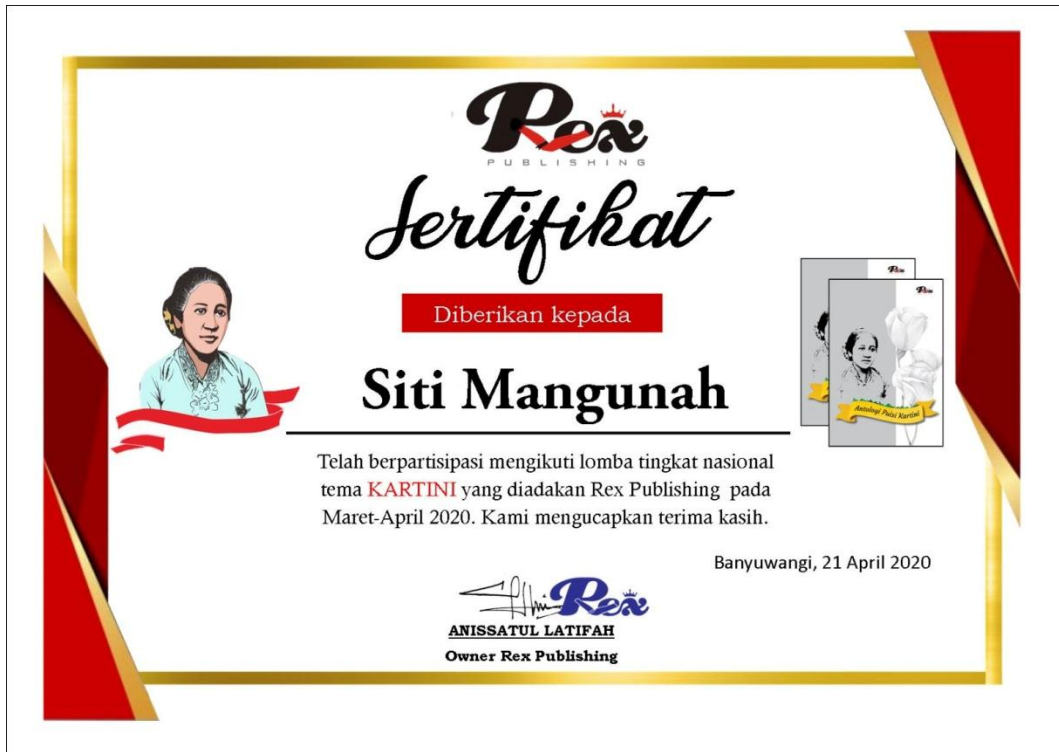 Rex
PUBLISHING
Sertifikat
Diberikan kepada
Siti Mangunah
Rex
Rex
Antologi Puisi Kartini
Telah berpartisipasi mengikuti lomba tingkat nasional
tema KARTINI yang diadakan Rex Publishing pada
Maret-April 2020. Kami mengucapkan terima kasih.
Banyuwangi, 21 April 2020
Rex
ANISSATUL LATIFAH
Owner Rex Publishing